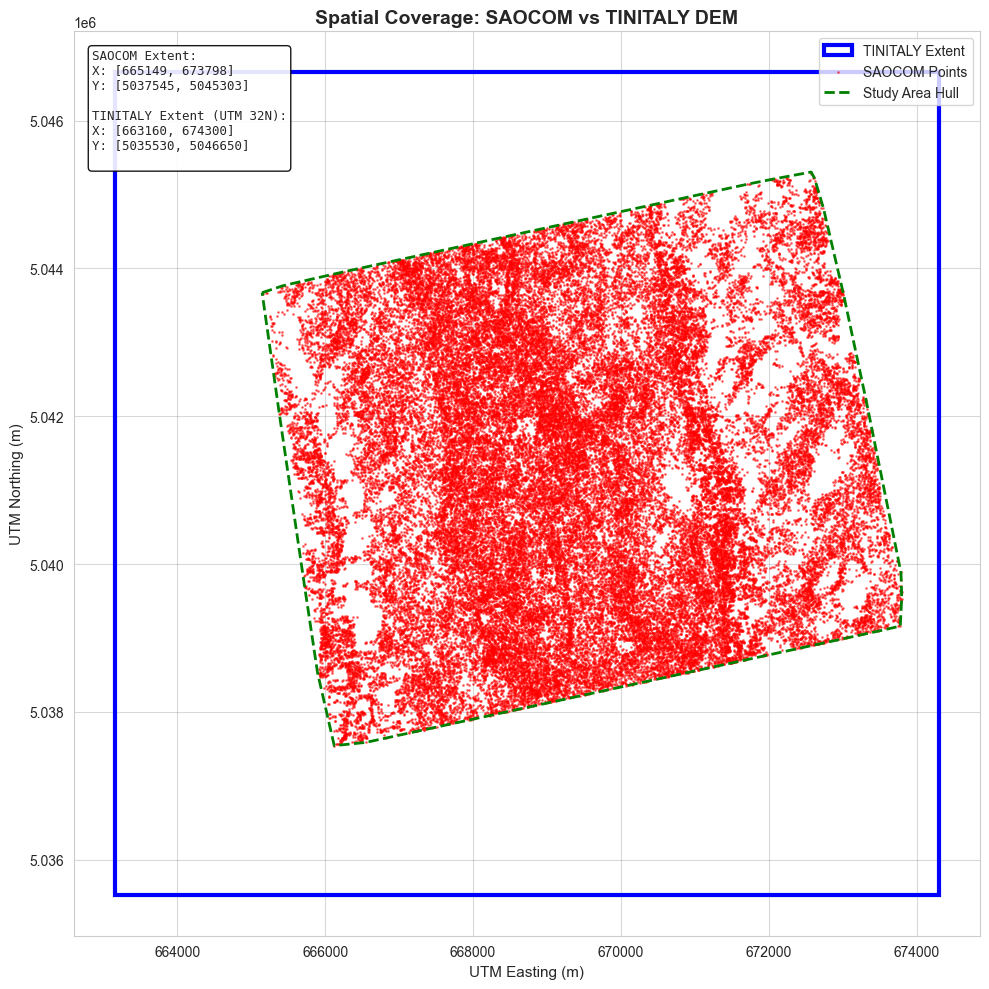 Spatial Coverage: SAOCOM vs TINITALY DEM
1e6
SAOCOM Extent:
X: [665149, 673798]
Y: [5037545, 5045303]
TINITALY Extent (UTM 32N):
X: [663160, 674300]
Y: [5035530, 5046650]
TINITALY Extent
SAOCOM Points
Study Area Hull
5.046
5.044
5.042
5.040
5.038
5.036
UTM Northing (m)
664000 666000 668000 670000 672000 674000
UTM Easting (m)